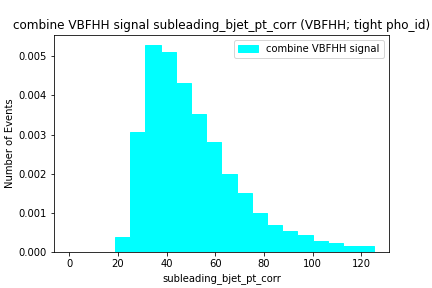 combine VBFHH signal subleading_bjet_pt_corr (VBFHH; tight pho_id)
combine VBFHH signal
0.005
0.004
0.003
0.002
0.001
0.000
Number of Events
0 20 40 60 80 100 120
subleading_bjet_pt_corr